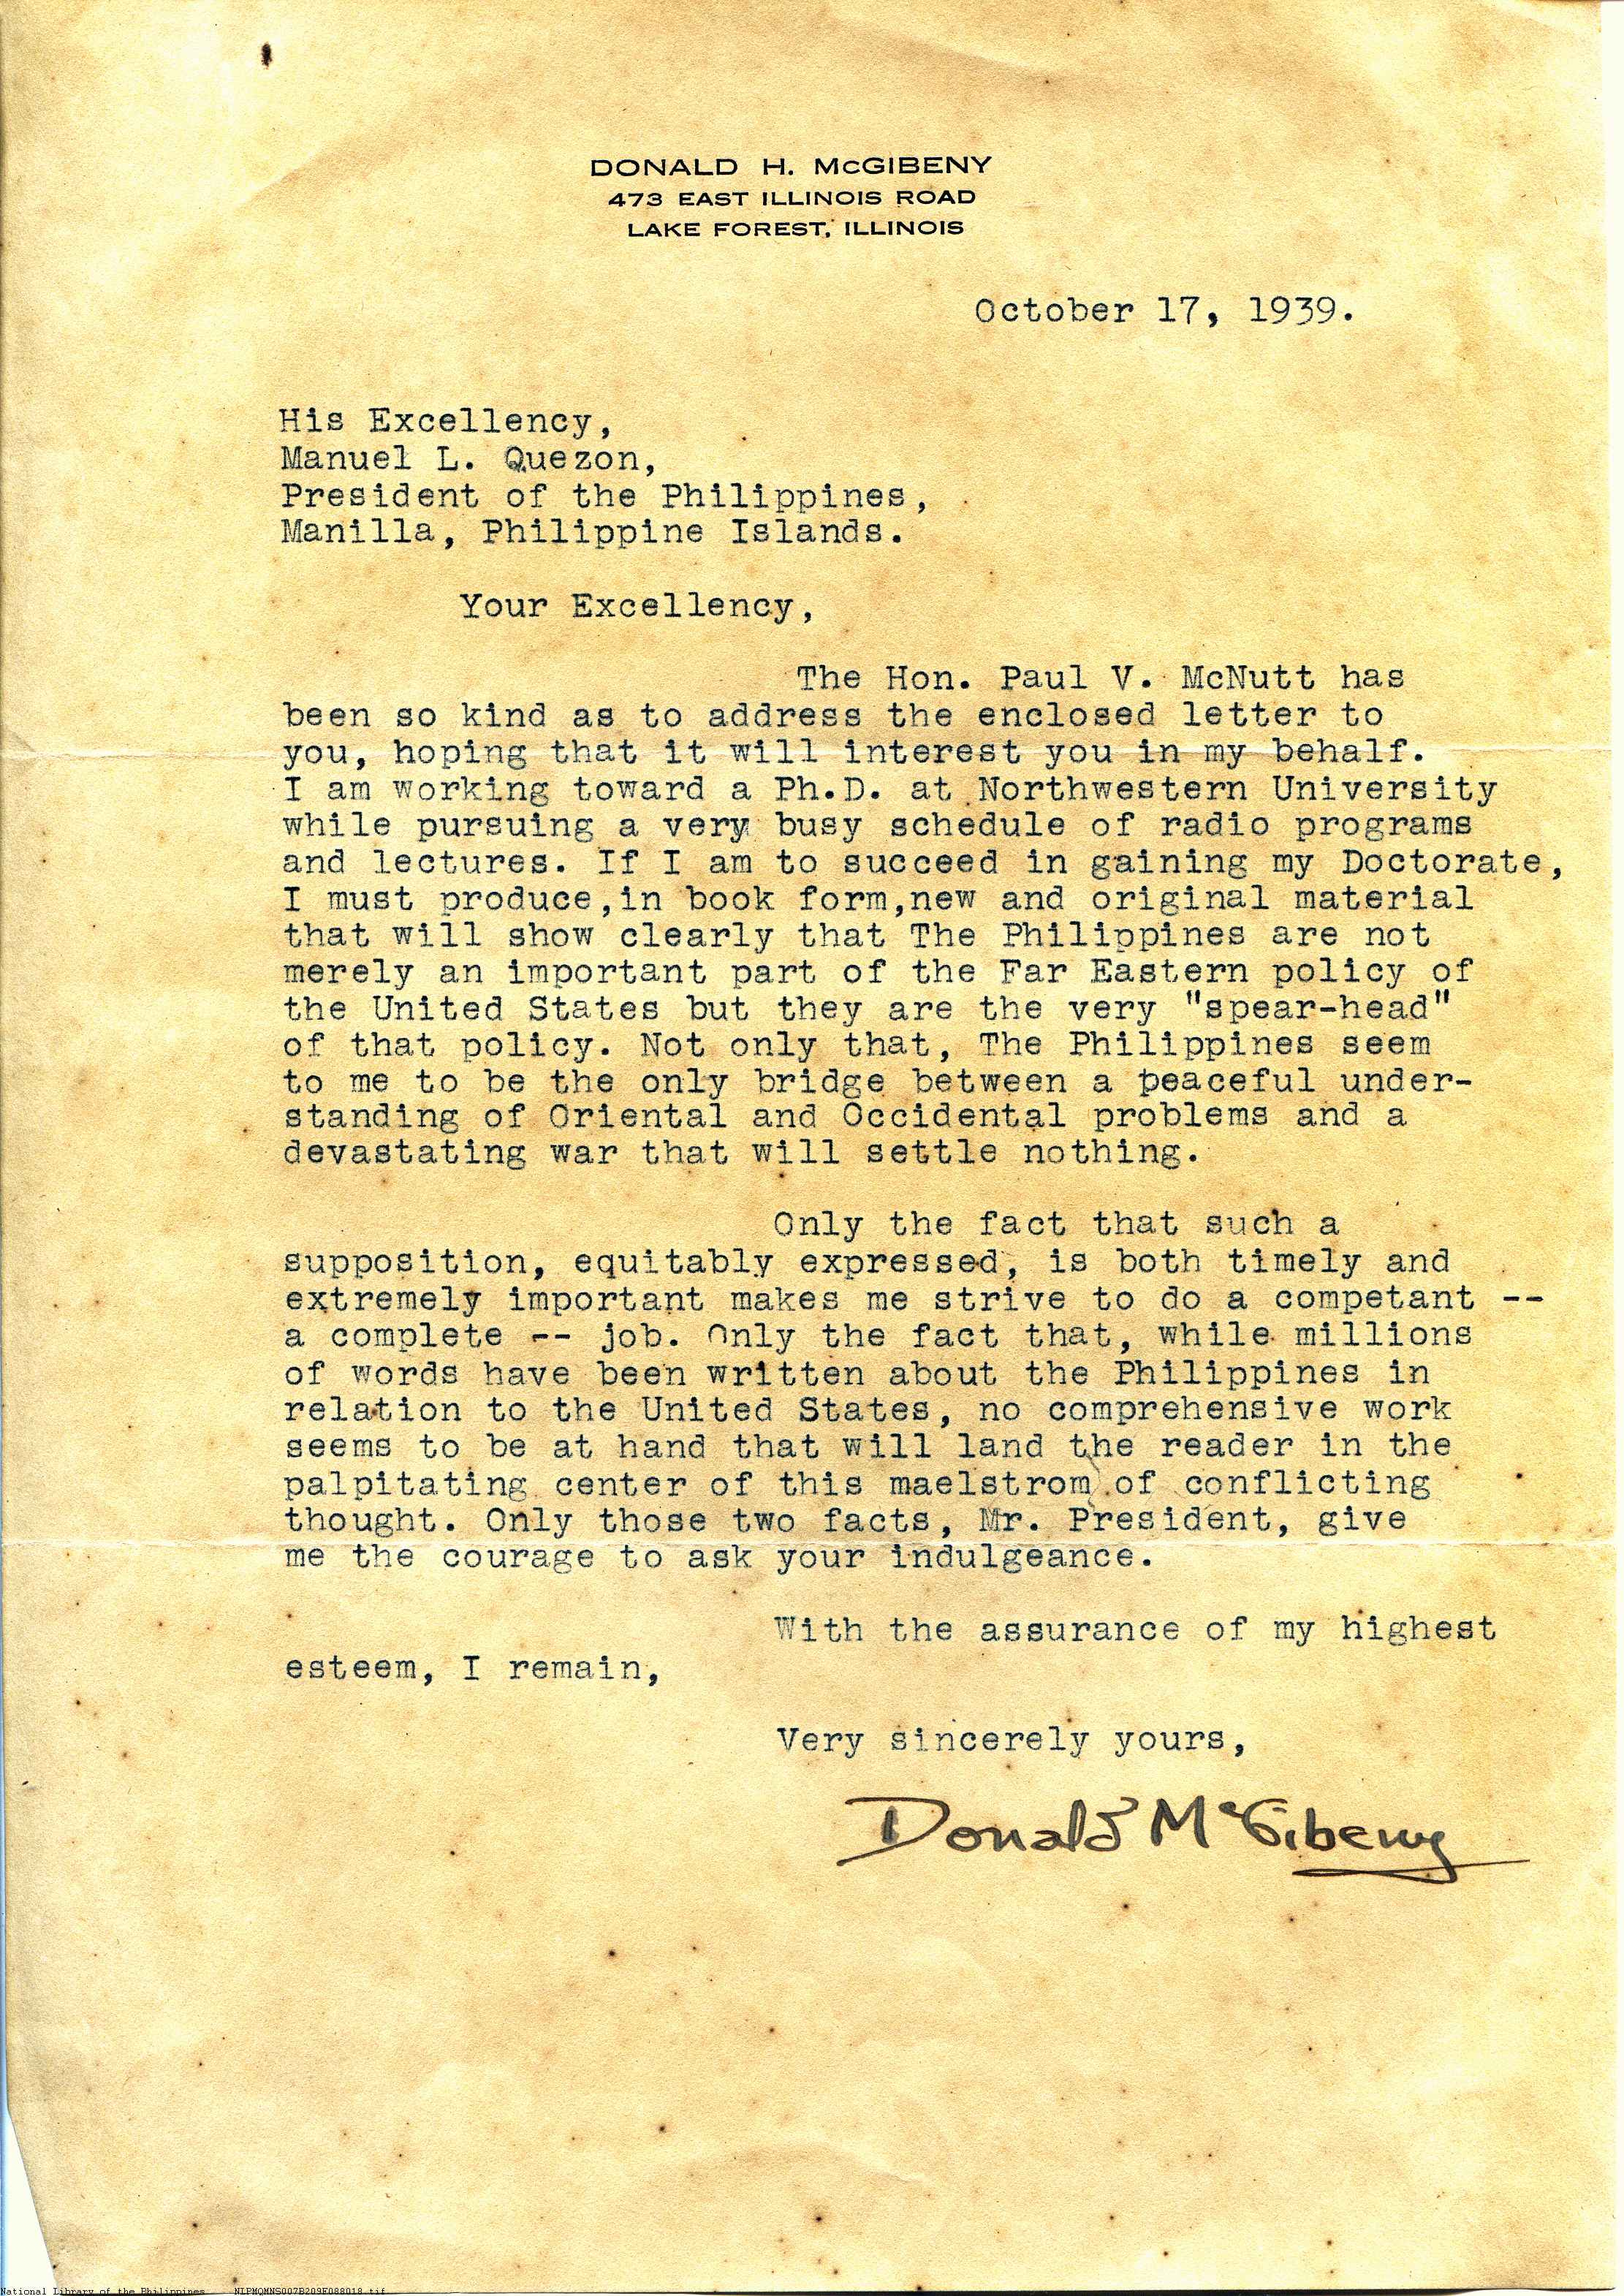 DONALD H. McGIBENY
473 EAST ILLINOIS ROAD
LAKE FOREST, ILLINOIS
October 17, 1939.
His Excellency,
Manuel L. Quezon,
President of the Philippines,
Manilla, Philippine Islands.
Your Excellency,
The Hon. Paul V. McNutt has
been so kind as to address the enclosed letter to
you, hoping that it will interest you in my behalf.
I am working toward a Ph.D. at Northwestern University
while pursuing a very busy schedule of radio programs
and lectures. If I am to succeed in gaining my Doctorate,
I must produce,in book form,new and original material
that will show clearly that The Philippines are not
merely an important part of the Far Eastern policy of
the United States but they are the very "spear-head"
of that policy. Not only that, The Philippines seem
to me to be the only bridge between a peaceful under-
standing of Oriental and Occidental problems and a
devastating war that will settle nothing.
Only the fact that such a
supposition, equitably expressed, is both timely and
extremely important makes me strive to do a competant --
a complete -- job. Only the fact that, while millions
of words have been written about the Philippines in
relation to the United States, no comprehensive work
seems to be at hand that will land the reader in the
palpitating center of this maelstrom of conflicting
thought. Only those two facts, Mr. President, give
me the courage to ask your indulgeance.
With the assurance of my highest
esteem, I remain,
Very sincerely yours,
Donald McGibeny
National Library of the Philippines NLPMQMNS007B209F088018.tif